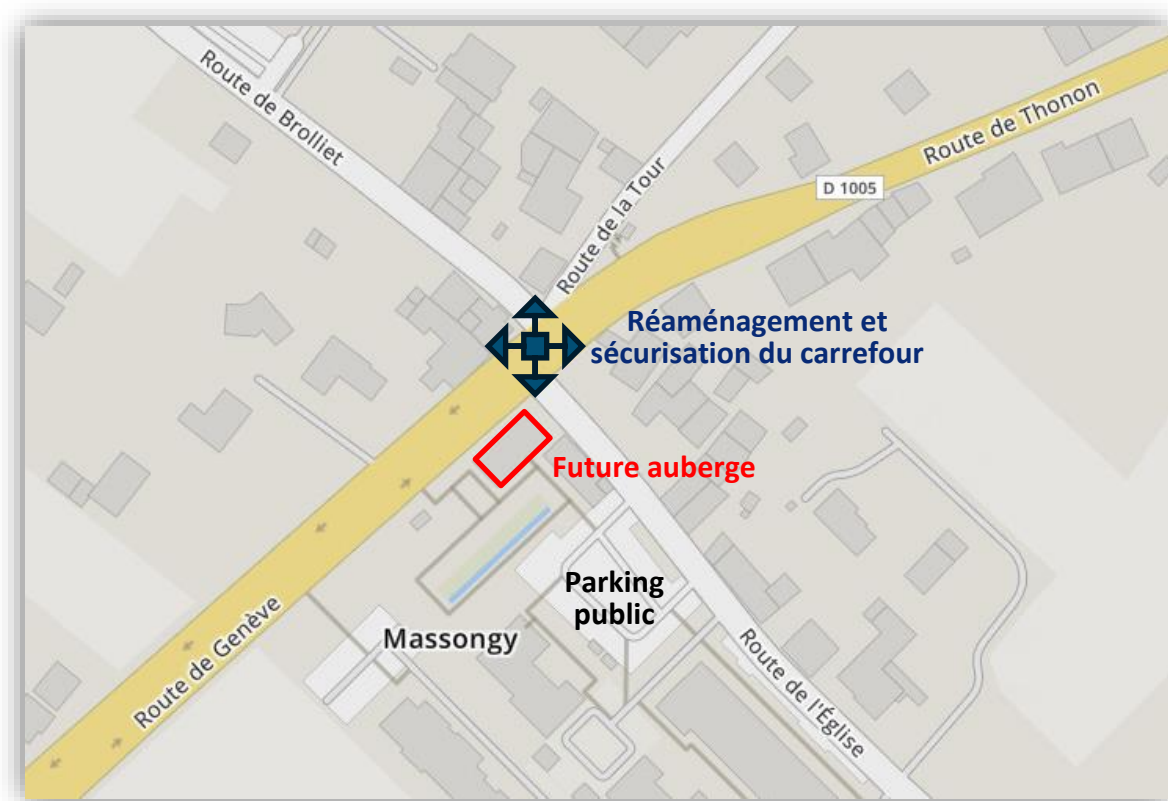 Route de Brolliet
Route de la Tour
Route de Thonon
D 1005
Réaménagement et
sécurisation du carrefour
Future auberge
Parking
public
Massongy
Route de Genève
Route de l'Église